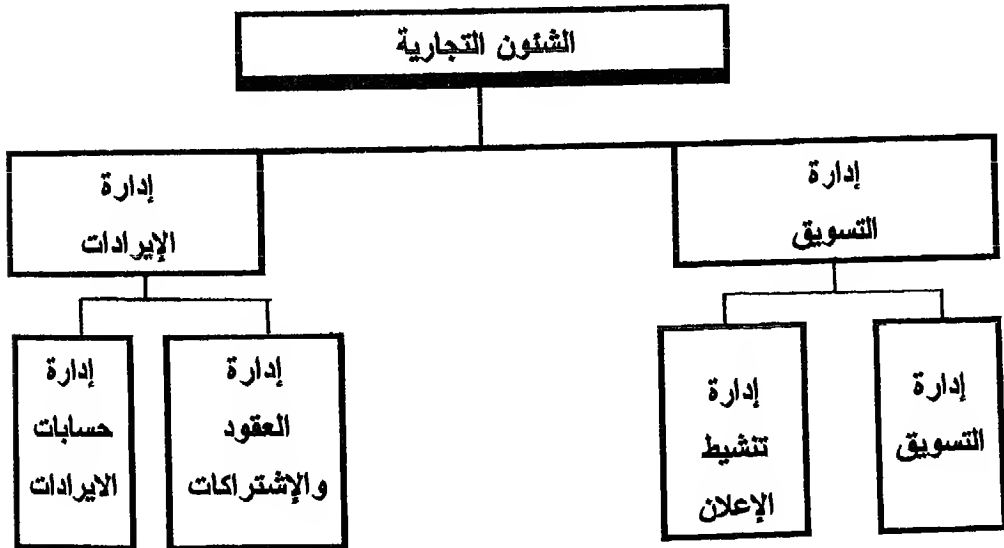 الشئون التجارية
إدارة
التسويق
إدارة
الإيرادات
إدارة
التسويق
إدارة
تنشيط
الإعلان
إدارة
العقود
والإشتراكات
إدارة
حسابات
الايرادات